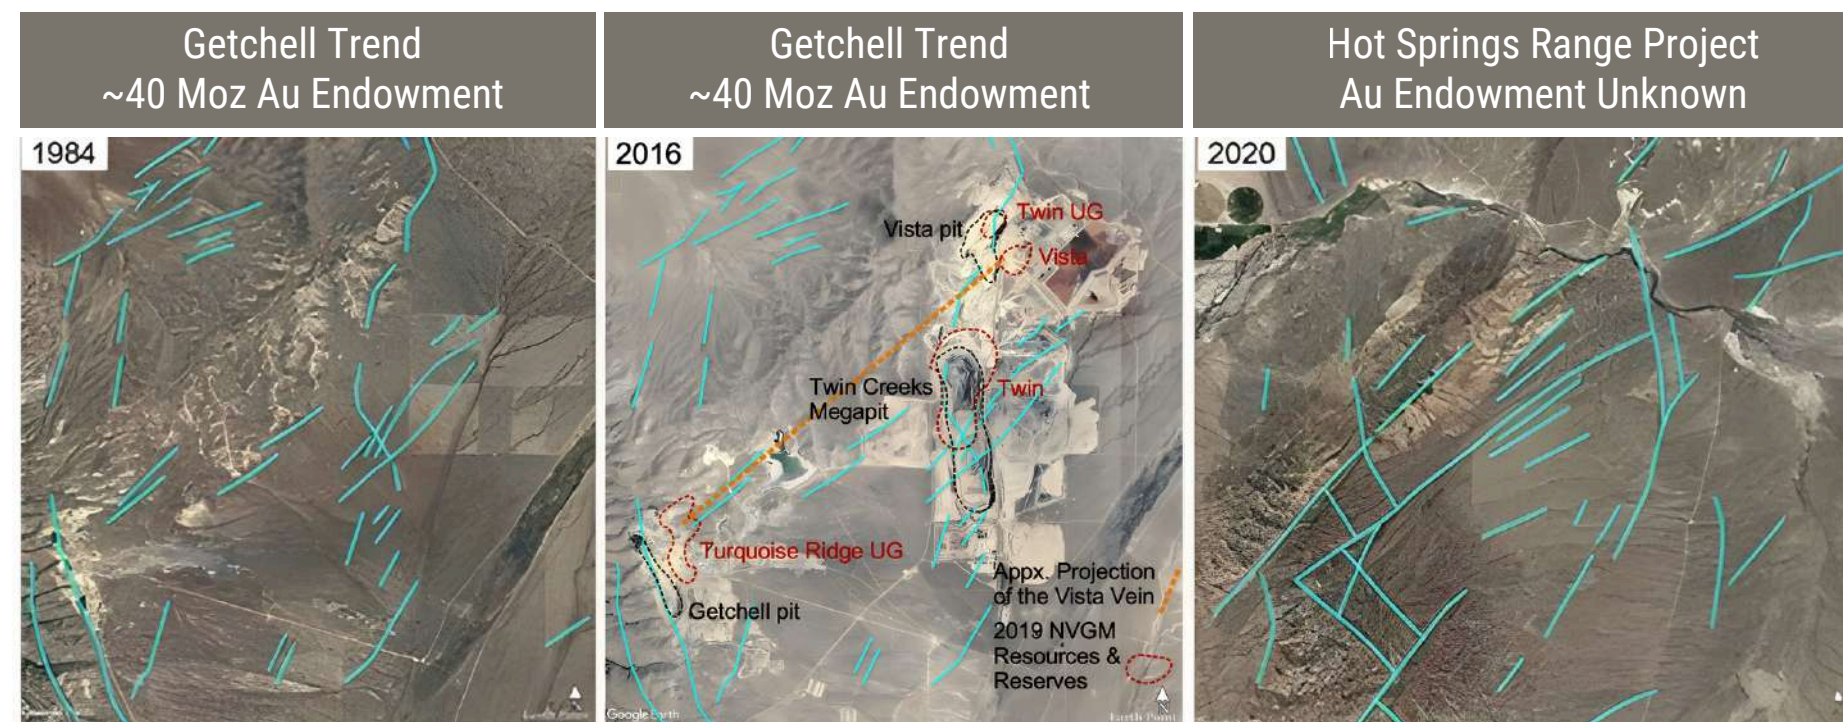 Getchell Trend
~40 Moz Au Endowment
Getchell Trend
~40 Moz Au Endowment
Hot Springs Range Project
Au Endowment Unknown
1984
2016
Vista pit
Twin UG
Vista
Twin Creeks
Megapit
Twin
Turquoise Ridge UG
Getchell pit
Appx. Projection
of the Vista Vein
2019 NVGM
Resources &
Reserves
N
Google Earth
Earth Point
2020